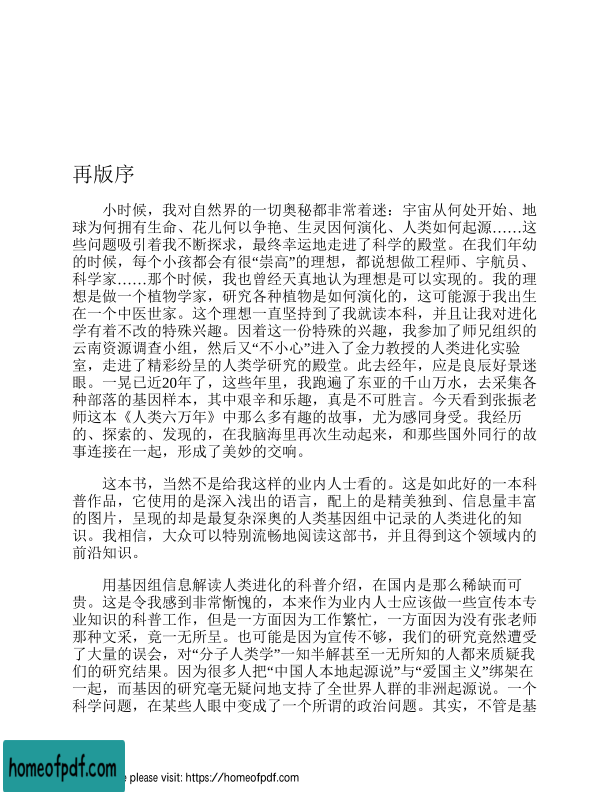 再版序
小时候，我对自然界的一切奥秘都非常着迷：宇宙从何处开始、地
球为何拥有生命、花儿何以争艳、生灵因何演化、人类如何起源……这
些问题吸引着我不断探求，最终幸运地走进了科学的殿堂。在我们年幼
的时候，每个小孩都会有很“崇高”的理想，都说想做工程师、宇航员、
科学家……那个时候，我也曾经天真地认为理想是可以实现的。我的理
想是做一个植物学家，研究各种植物是如何演化的，这可能源于我出生
在一个中医世家。这个理想一直坚持到了我就读本科，并且让我对进化
学有着不改的特殊兴趣。因着这一份特殊的兴趣，我参加了师兄组织的
云南资源调查小组，然后又“不小心”进入了金力教授的人类进化实验
室，走进了精彩纷呈的人类学研究的殿堂。此去经年，应是良辰好景迷
眼。一晃已近20年了，这些年里，我跑遍了东亚的千山万水，去采集各
种部落的基因样本，其中艰辛和乐趣，真是不可胜言。今天看到张振老
师这本《人类六万年》中那么多有趣的故事，尤为感同身受。我经历
的、探索的、发现的，在我脑海里再次生动起来，和那些国外同行的故
事连接在一起，形成了美妙的交响。
这本书，当然不是给我这样的业内人士看的。这是如此好的一本科
普作品，它使用的是深入浅出的语言，配上的是精美独到、信息量丰富
的图片，呈现的却是最复杂深奥的人类基因组中记录的人类进化的知
识。我相信，大众可以特别流畅地阅读这部书，并且得到这个领域内的
前沿知识。
用基因组信息解读人类进化的科普介绍，在国内是那么稀缺而可
贵。这是令我感到非常惭愧的，本来作为业内人士应该做一些宣传本专
业知识的科普工作，但是一方面因为工作繁忙，一方面因为没有张老师
那种文采，竟一无所呈。也可能是因为宣传不够，我们的研究竟然遭受
了大量的误会，对“分子人类学”一知半解甚至一无所知的人都来质疑我
们的研究结果。因为很多人把“中国人本地起源说”与“爱国主义”绑架在
一起，而基因的研究毫无疑问地支持了全世界人群的非洲起源说。一个
科学问题，在某些人眼中变成了一个所谓的政治问题。其实，不管是基
homeofpdf.com
please visit: https://homeofpdf.com